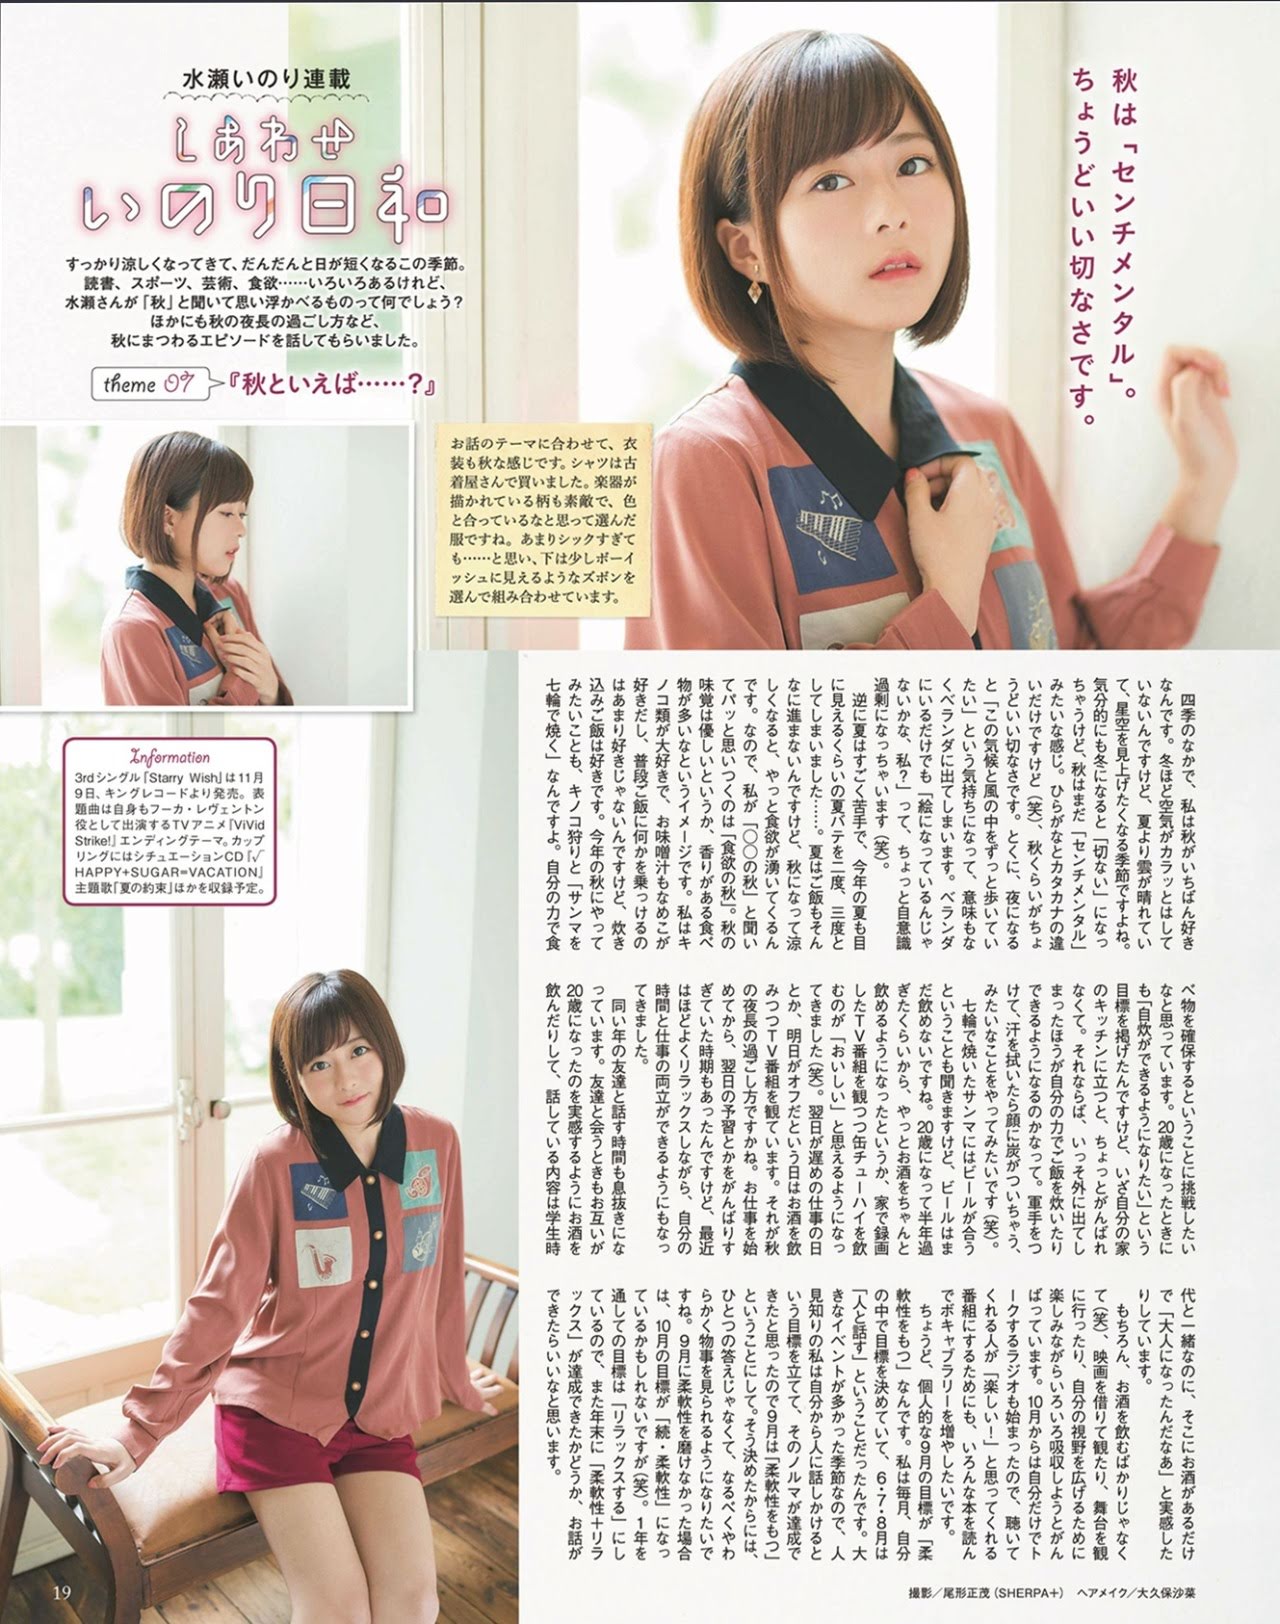 水瀬いのり連載
しあわせ
いのり日和
すっかり涼しくなってきて、だんだんと日が短くなるこの季節。
読書、スポーツ、芸術、食欲……いろいろあるけれど、
水瀬さんが「秋」と聞いて思い浮かべるものって何でしょう？
ほかにも秋の夜長の過ごし方など、
秋にまつわるエピソードを話してもらいました。
theme 07 『秋といえば……？』
秋は「センチメンタル」。
ちょうどいい切なさです。
お話のテーマに合わせて、衣
装も秋な感じです。シャツは古
着屋さんで買いました。楽器が
描かれている柄も素敵で、色
と合っているなと思って選んだ
服ですね。あまりシックすぎて
も……と思い、下は少しボーイ
ッシュに見えるようなズボンを
選んで組み合わせています。
Information
3rdシングル『Starry Wish』は11月
9日、キングレコードより発売。表
題曲は自身もフーカ・レヴェントン
役として出演するTVアニメ『ViVid
Strike!』エンディングテーマ。カップ
リングにはシチュエーションCD『√
HAPPY+SUGAR=VACATION』
主題歌『夏の約束』ほかを収録予定。
四季のなかで、私は秋がいちばん好き
なんです。冬ほど空気がカラッとはして
いないんですけど、夏より雲が晴れてい
て、星空を見上げたくなる季節ですよね。
気分的にも冬になると「切ない」になっ
ちゃうけど、秋はまだ「センチメンタル」
みたいな感じ。ひらがなとカタカナの違
いだけですけど（笑）、秋くらいがちょ
うどいい切なさです。とくに、夜になる
と「この気候と風の中をずっと歩いてい
たい」という気持ちになって、意味もな
くベランダに出てしまいます。ベランダ
にいるだけでも「絵になっているんじゃ
ないかな、私？」って、ちょっと自意識
過剰になっちゃいます（笑）。
逆に夏はすごく苦手で、今年の夏も目
に見えるくらいの夏バテを二度、三度と
してしまいました……。夏はご飯もそん
なに進まないんですけど、秋になって涼
しくなると、やっと食欲が湧いてくるん
です。なので、私が「〇〇の秋」と聞い
てパッと思いつくのは「食欲の秋」。秋の
味覚は優しいというか、香りがある食べ
物が多いなというイメージです。私はキ
ノコ類が大好きで、お味噌汁もなめこが
好きだし、普段ご飯に何かを乗っけるの
はあまり好きじゃないんですけど、炊き
込みご飯は好きです。今年の秋にやって
みたいことも、キノコ狩りと「サンマを
七輪で焼く」なんですよ。自分の力で食
べ物を確保するということに挑戦したい
なと思っています。20歳になったときに
も「自炊ができるようになりたい」という
目標を掲げたんですけど、いざ自分の家
のキッチンに立つと、ちょっとがんばれ
なくて。それならば、いっそ外に出てし
まったほうが自分の力でご飯を炊いたり
できるようになるのかなって。軍手をつ
けて、汗を拭いたら顔に炭がついちゃう、
みたいなことをやってみたいです（笑）。
七輪で焼いたサンマにはビールが合う
ということも聞きますけど、ビールはま
だ飲めないですね。20歳になって半年過
ぎたくらいから、やっとお酒をちゃんと
飲めるようになったというか、家で録画
したTV番組を観つつ缶チューハイを飲
むのが「おいしい」と思えるようになっ
てきました（笑）。翌日が遅めの仕事の日
とか、明日がオフだという日はお酒を飲
みつつTV番組を観ています。それが秋
の夜長の過ごし方ですかね。お仕事を始
めてから、翌日の予習とかをがんばりす
ぎていた時期もあったんですけど、最近
はほどよくリラックスしながら、自分の
時間と仕事の両立ができるようにもなっ
てきました。
同い年の友達と話す時間も息抜きにな
っています。友達と会うときもお互いが
20歳になったのを実感するようにお酒を
飲んだりして、話している内容は学生時
代と一緒なのに、そこにお酒があるだけ
で「大人になったんだなあ」と実感した
りしています。
もちろん、お酒を飲むばかりじゃなく
て（笑）、映画を借りて観たり、舞台を観
に行ったり、自分の視野を広げるために
楽しみながらいろいろ吸収しようとがん
ばっています。10月からは自分だけでト
ークするラジオも始まったので、聴いて
くれる人が「楽しい！」と思ってくれる
番組にするためにも、いろんな本を読ん
でボキャブラリーを増やしたいです。
ちょうど、個人的な9月の目標が「柔
軟性をもつ」なんです。私は毎月、自分
の中で目標を決めていて、6・7・8月は
「人と話す」ということだったんです。大
きなイベントが多かった季節なので、人
見知りの私は自分から人に話しかけると
いう目標を立てて、そのノルマが達成で
きたと思ったので9月は「柔軟性をもつ」
ということにして。そう決めたからには、
ひとつの答えじゃなくて、なるべくやわ
らかく物事を見られるようになりたいで
すね。9月に柔軟性を磨けなかった場合
は、10月の目標が「続・柔軟性」になっ
ているかもしれないですが（笑）。1年を
通しての目標は「リラックスする」にし
ているので、また年末に「柔軟性＋リラ
ックス」が達成できたかどうか、お話が
できたらいいなと思います。
撮影／尾形正茂（SHERPA＋） ヘアメイク／大久保沙菜
19